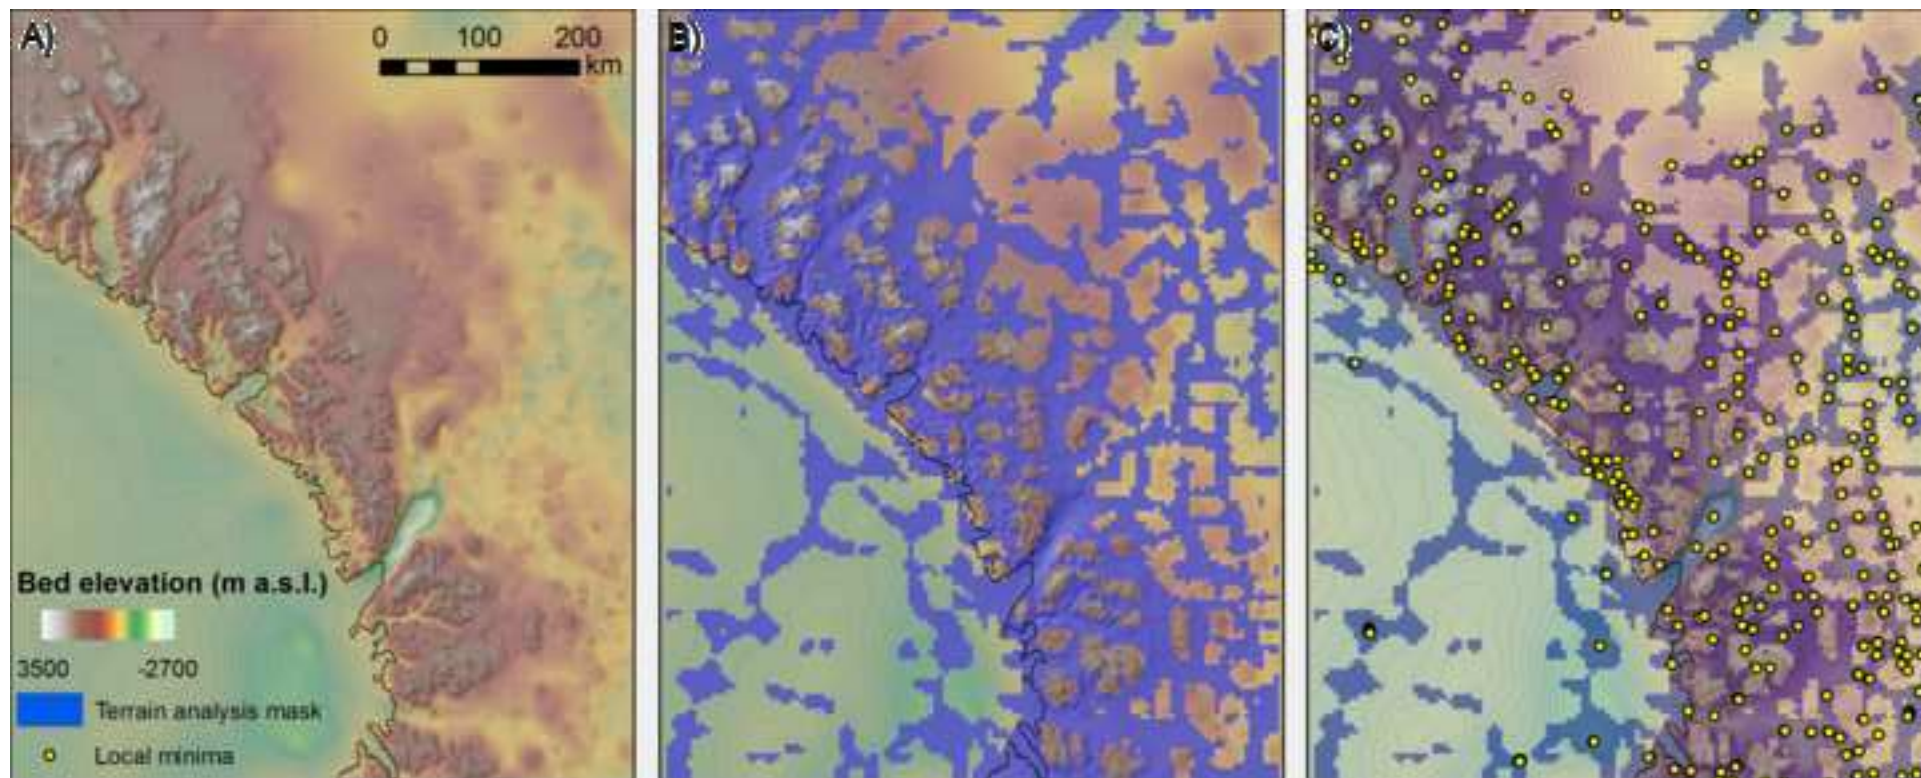 A)
0 100 200
km
Bed elevation (m a.s.l.)
3500 -2700
Terrain analysis mask
Local minima
B)
C)